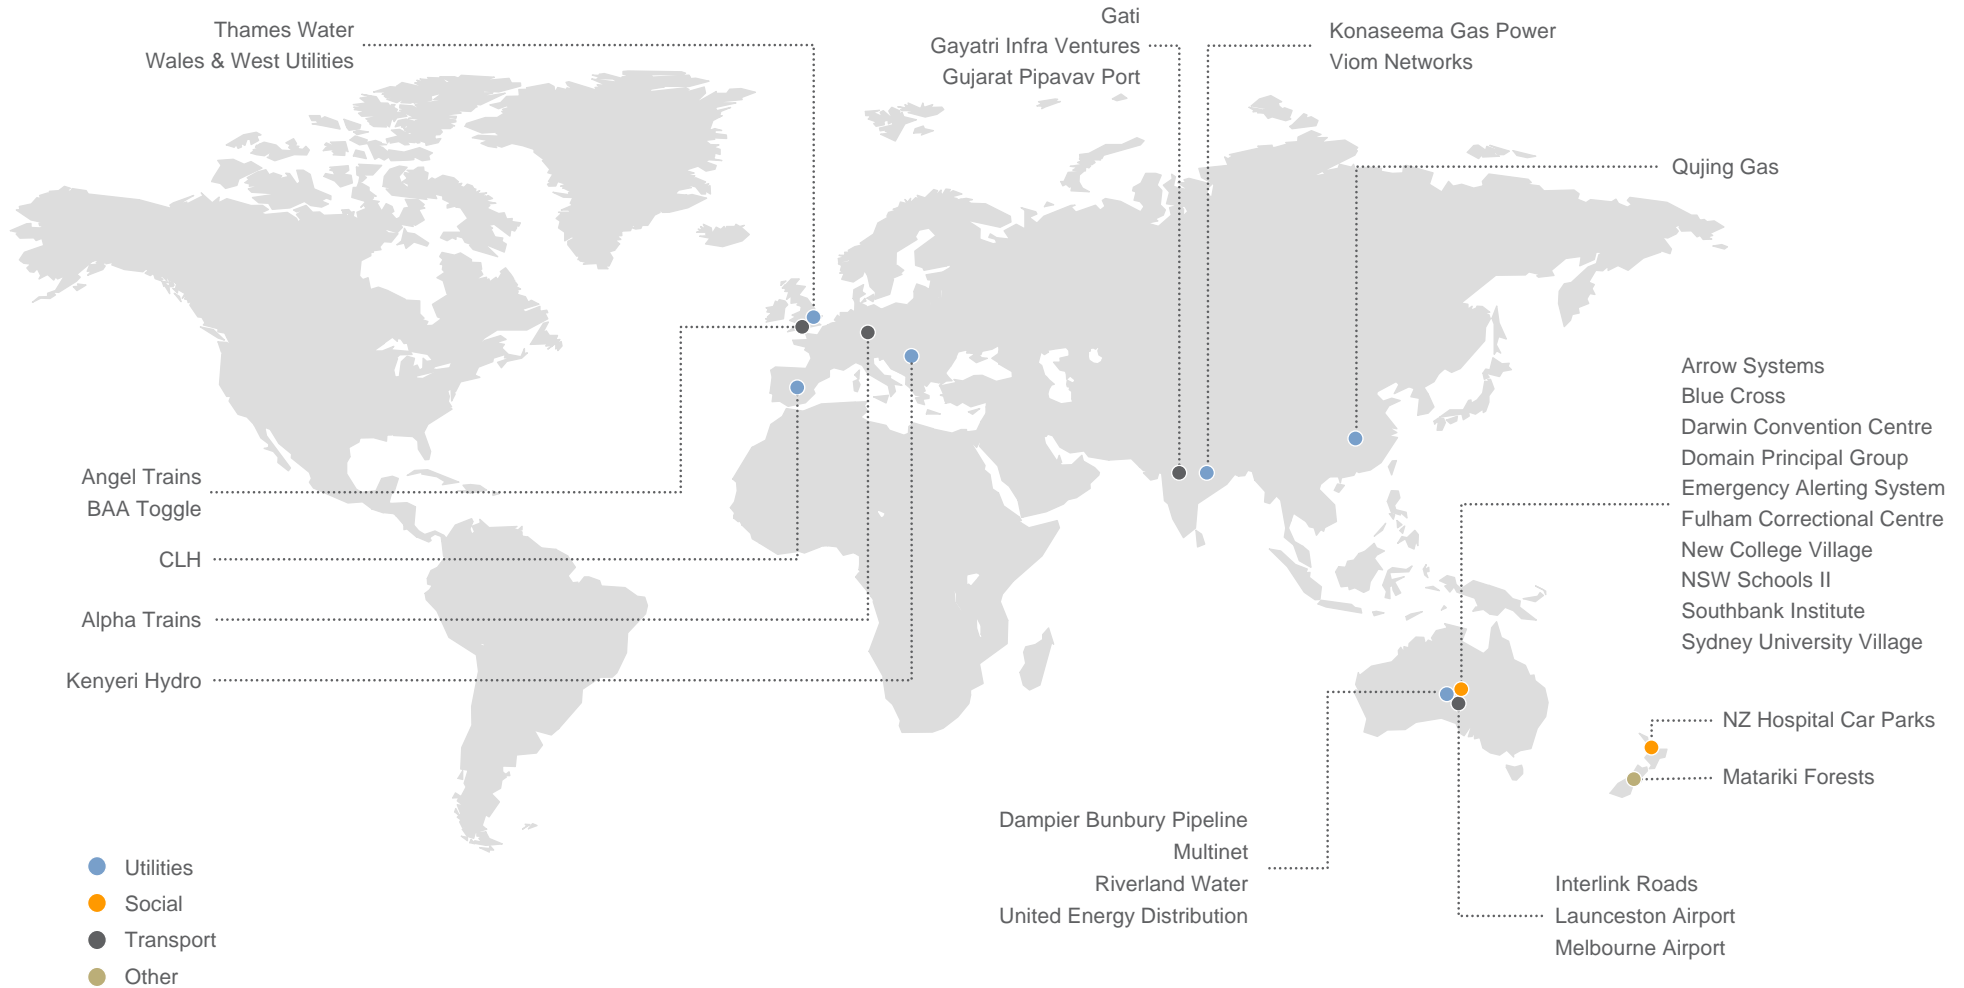 Thames Water
Wales & West Utilities
Gati
Gayatri Infra Ventures
Gujarat Pipavav Port
Konaseema Gas Power
Viom Networks
Qujing Gas
Angel Trains
BAA Toggle
CLH
Alpha Trains
Kenyeri Hydro
Arrow Systems
Blue Cross
Darwin Convention Centre
Domain Principal Group
Emergency Alerting System
Fulham Correctional Centre
New College Village
NSW Schools II
Southbank Institute
Sydney University Village
NZ Hospital Car Parks
Matariki Forests
Dampier Bunbury Pipeline
Multinet
Riverland Water
United Energy Distribution
Interlink Roads
Launceston Airport
Melbourne Airport
Utilities
Social
Transport
Other